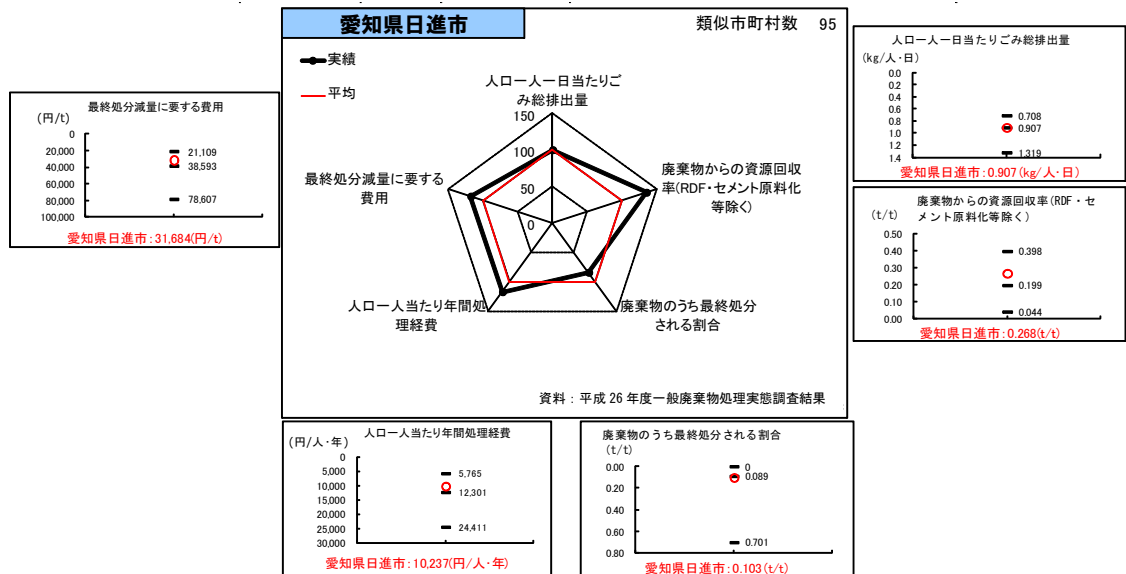 愛知県日進市
類似市町村数 95
実績
平均
人口一人一日当たりご
み総排出量
廃棄物からの資源回収
率(RDF・セメント原料化
等除く)
廃棄物のうち最終処分
される割合
人口一人当たり年間処
理経費
最終処分減量に要する
費用
150
100
50
0
資料:平成 26 年度一般廃棄物処理実態調査結果
最終処分減量に要する費用
(円/t)
0
20,000
40,000
60,000
80,000
100,000
21,109
38,593
78,607
愛知県日進市:31,684(円/t)
人口一人一日当たりごみ総排出量
(kg/人・日)
0.0
0.2
0.4
0.6
0.8
1.0
1.2
1.4
0.708
0.907
1.319
愛知県日進市:0.907(kg/人・日)
廃棄物からの資源回収率(RDF・セ
メント原料化等除く)
(t/t)
0.50
0.40
0.30
0.20
0.10
0.00
0.398
0.199
0.044
愛知県日進市:0.268(t/t)
人口一人当たり年間処理経費
(円/人・年)
0
5,000
10,000
15,000
20,000
25,000
30,000
5,765
12,301
24,411
愛知県日進市:10,237(円/人・年)
廃棄物のうち最終処分される割合
(t/t)
0.00
0.20
0.40
0.60
0.80
0
0.089
0.701
愛知県日進市:0.103(t/t)